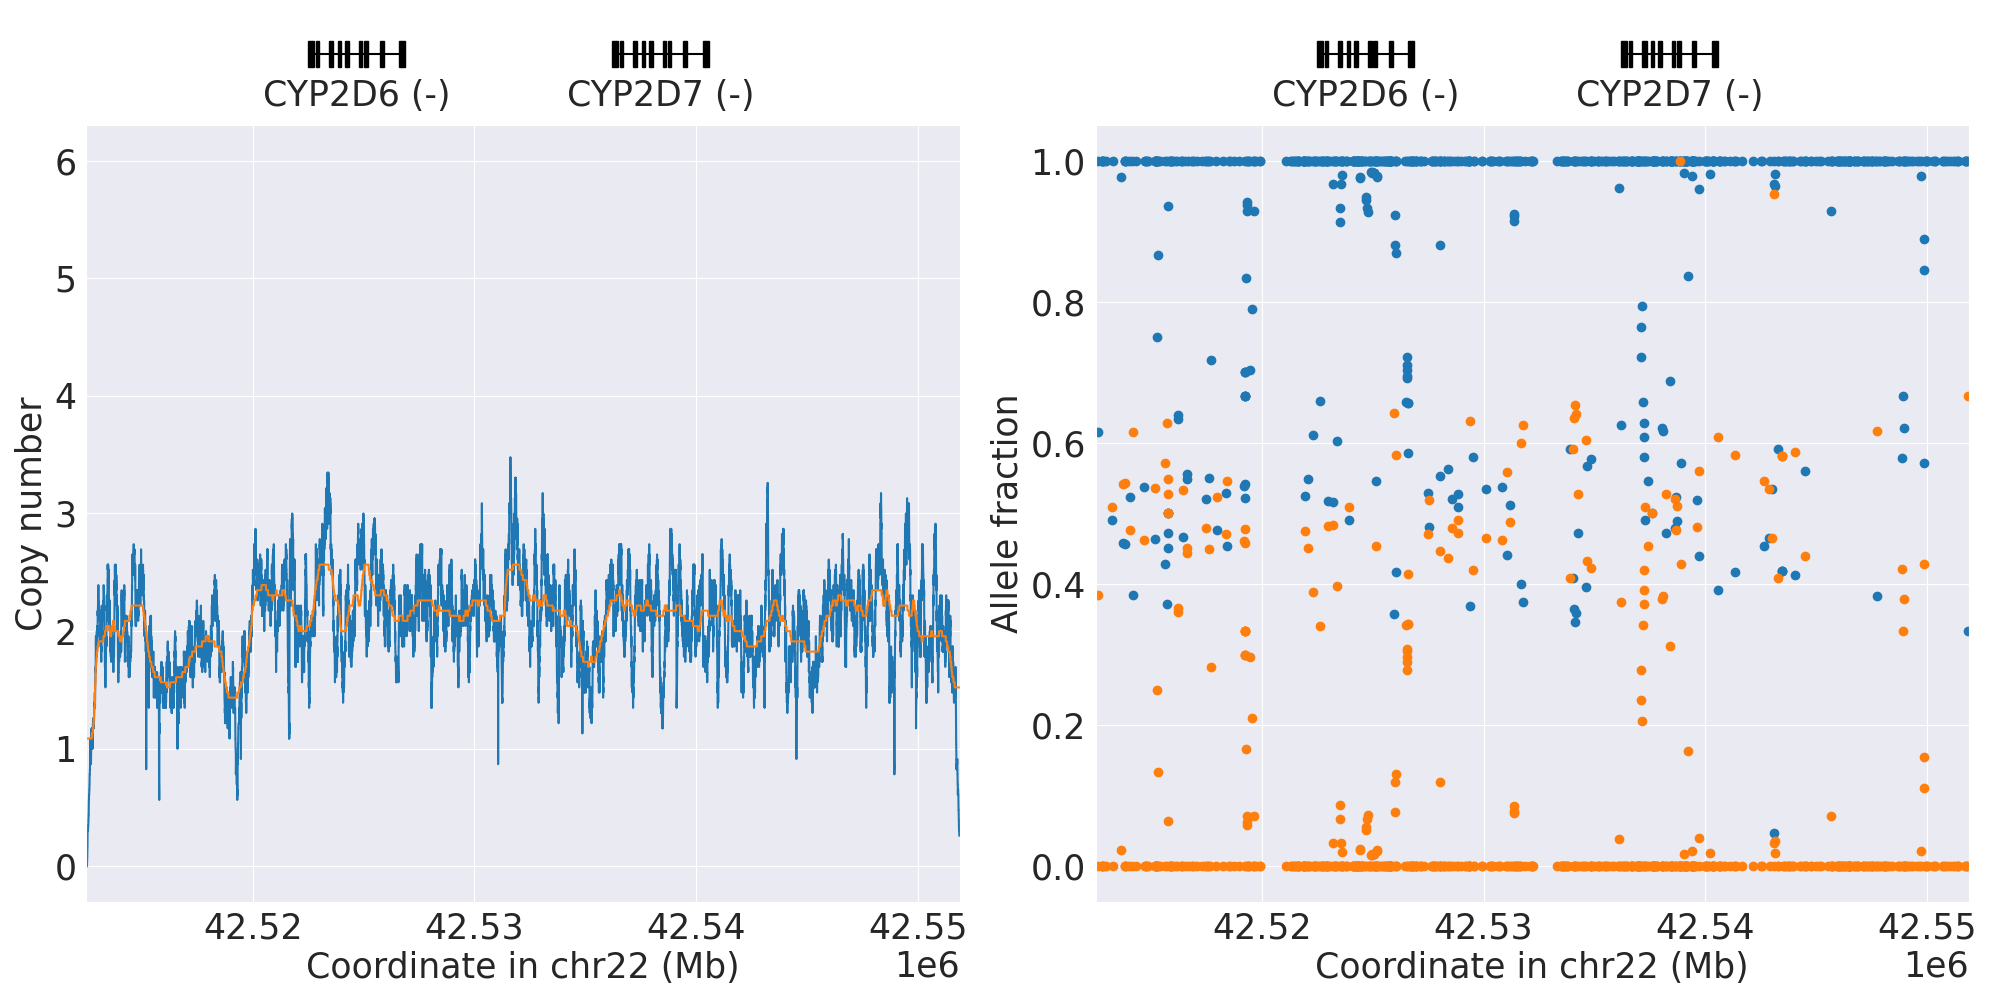 CYP2D6 (-) CYP2D7 (-)
6
5
4
3
2
1
0
Copy number
42.52 42.53 42.54 42.55
Coordinate in chr22 (Mb) 1e6
CYP2D6 (-) CYP2D7 (-)
1.0
0.8
0.6
0.4
0.2
0.0
Allele fraction
42.52 42.53 42.54 42.55
Coordinate in chr22 (Mb) 1e6